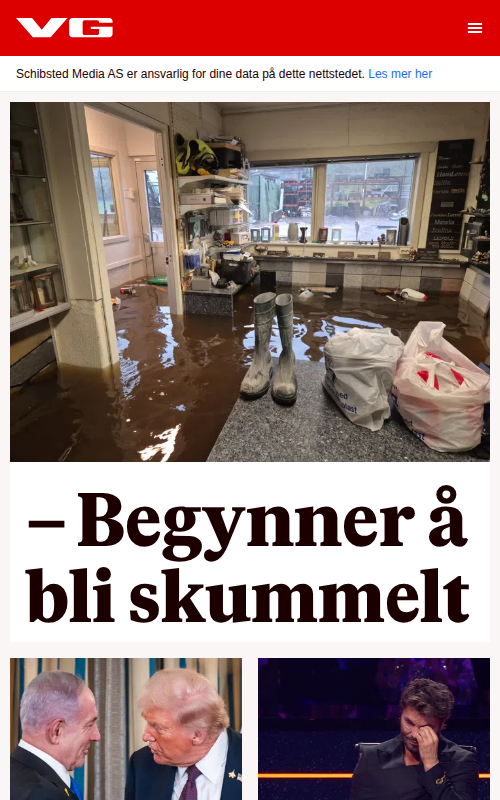 VG
Schibsted Media AS er ansvarlig for dine data på dette nettstedet. Les mer her
– Begynner å
bli skummelt